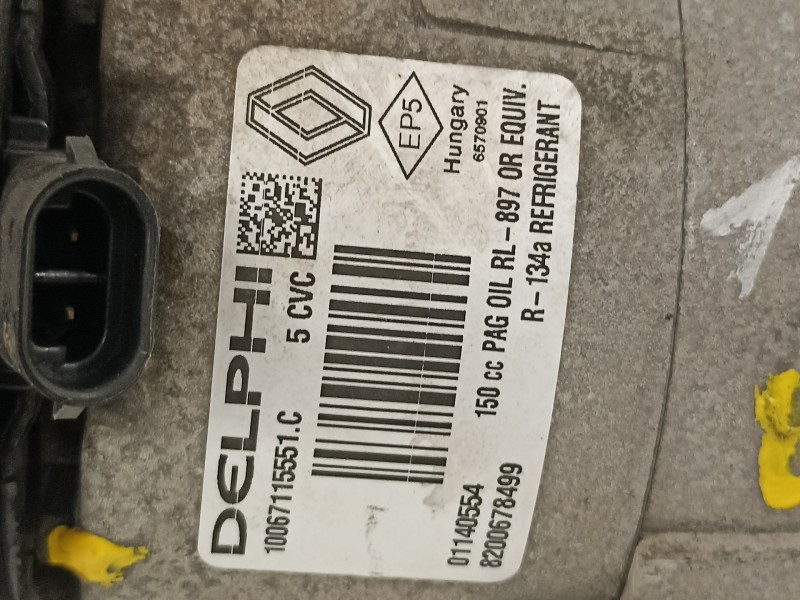 EP5
Hungary
6570901
DELPHI
5 CVC
10067115551.C
150 cc PAG OIL RL-897 OR EQUIV.
R-134a REFRIGERANT
01140554
8200678499